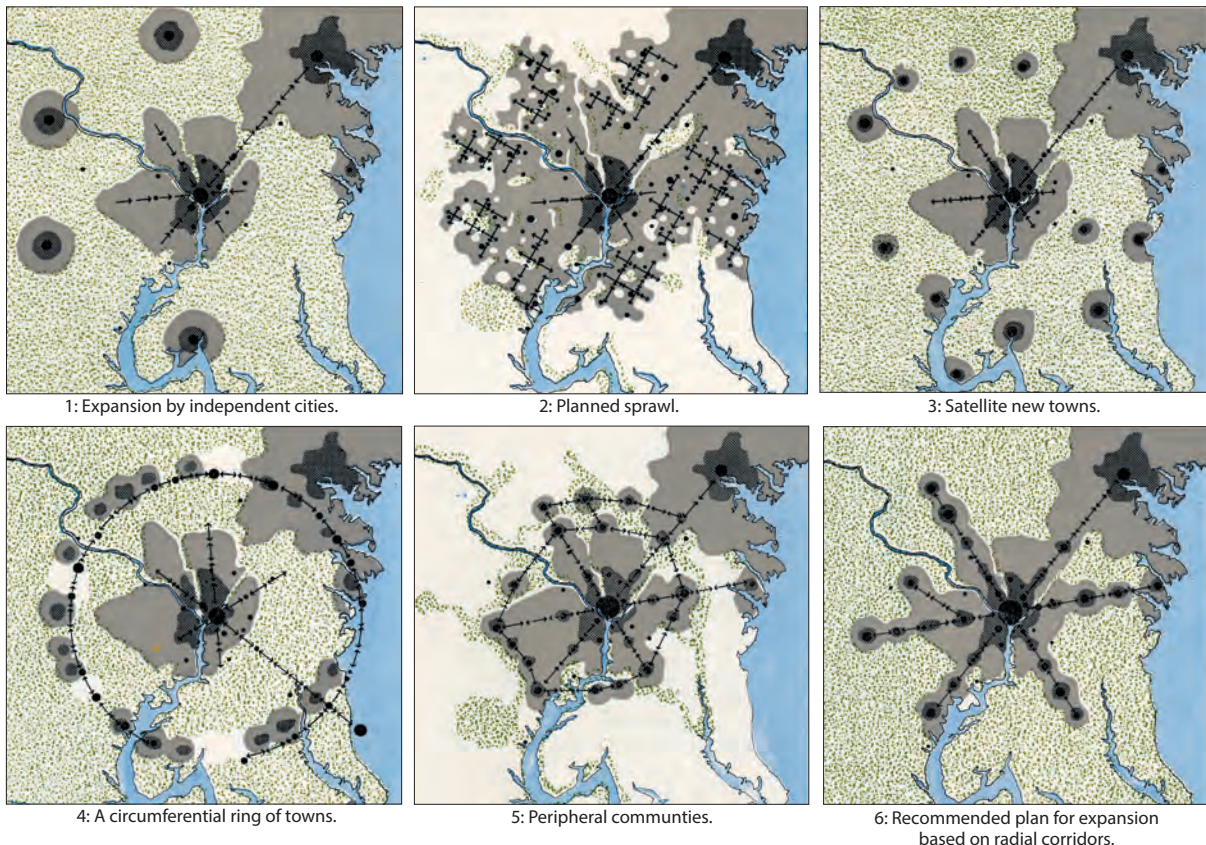 1: Expansion by independent cities.
2: Planned sprawl.
3: Satellite new towns.
4: A circumferential ring of towns.
5: Peripheral communties.
6: Recommended plan for expansion
based on radial corridors.